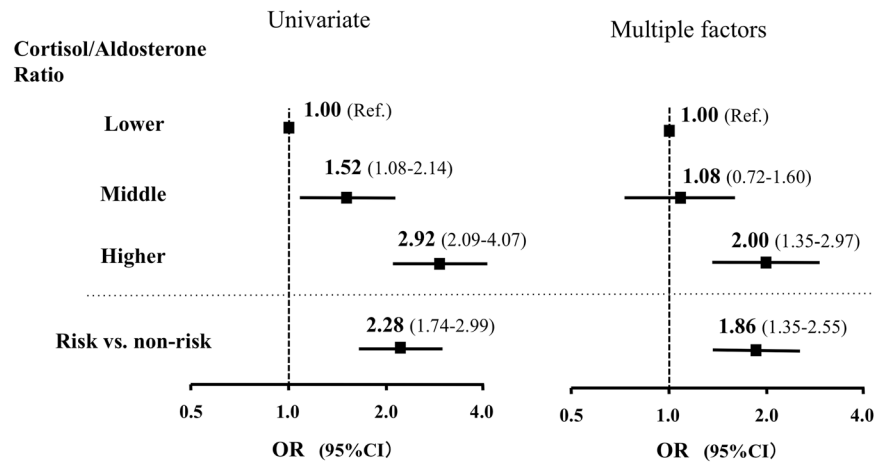 Univariate
Multiple factors
Cortisol/Aldosterone
Ratio
Lower
1.00 (Ref.)
1.00 (Ref.)
Middle
1.52 (1.08-2.14)
1.08 (0.72-1.60)
Higher
2.92 (2.09-4.07)
2.00 (1.35-2.97)
Risk vs. non-risk
2.28 (1.74-2.99)
1.86 (1.35-2.55)
0.5 1.0 2.0 4.0
0.5 1.0 2.0 4.0
OR (95%CI)
OR (95%CI)